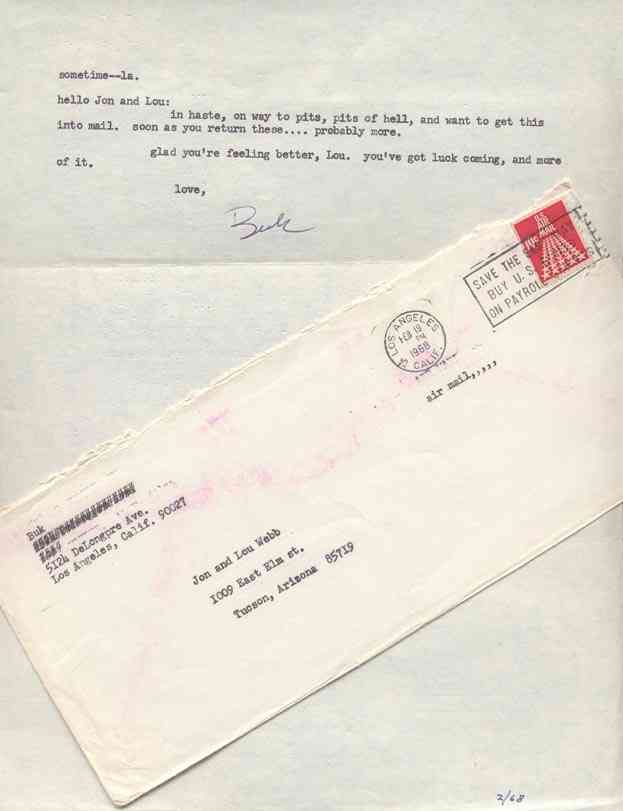 sometime--la.
hello Jon and Lou:
in haste, on way to pits, pits of hell, and want to get this
into mail. soon as you return these.... probably more.
glad you're feeling better, Lou. you've got luck coming, and more
of it.
love,
Buk
U.S.
AIR
MAIL
10¢
SAVE THE
BUY U.S.
ON PAYROLL
LOS ANGELES
FEB 19
PM
1968
CALIF.
air mail,,,,,
Buk
5124 DeLongpre Ave.
Los Angeles, Calif. 90027
Jon and Lou Webb
1009 East Elm st.
Tucson, Arizona 85719
2/68